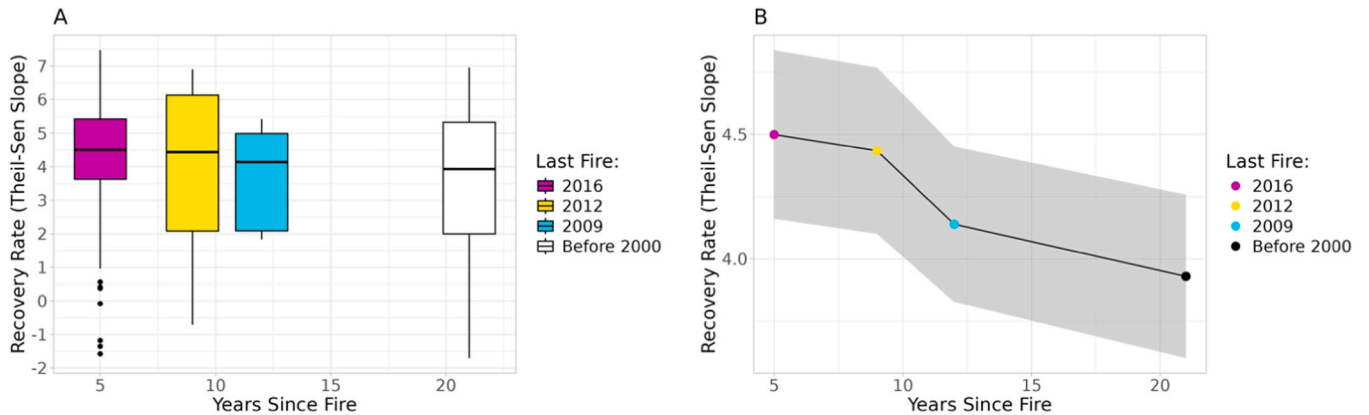 A
Recovery Rate (Theil-Sen Slope)
7
6
5
4
3
2
1
0
-1
-2
5
10
15
20
Years Since Fire
Last Fire:
2016
2012
2009
Before 2000
B
Recovery Rate (Theil-Sen Slope)
4.5
4.0
5
10
15
20
Years Since Fire
Last Fire:
2016
2012
2009
Before 2000